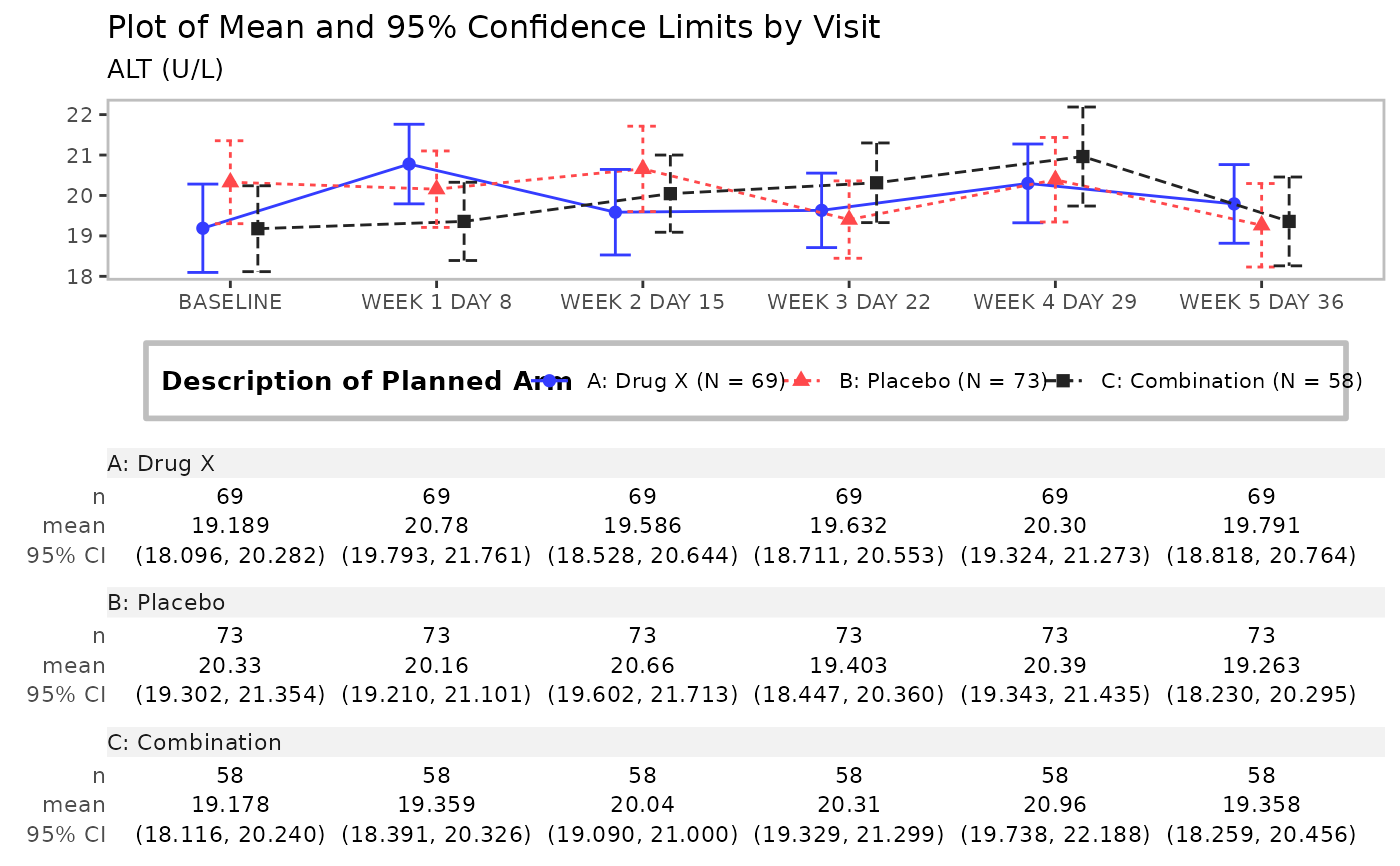 Plot of Mean and 95% Confidence Limits by Visit
ALT (U/L)
22
21
20
19
18
BASELINE WEEK 1 DAY 8 WEEK 2 DAY 15 WEEK 3 DAY 22 WEEK 4 DAY 29 WEEK 5 DAY 36
Description of Planned Arm A: Drug X (N = 69) B: Placebo (N = 73) C: Combination (N = 58)
A: Drug X
n 69 69 69 69 69 69
mean 19.189 20.78 19.586 19.632 20.30 19.791
95% CI (18.096, 20.282) (19.793, 21.761) (18.528, 20.644) (18.711, 20.553) (19.324, 21.273) (18.818, 20.764)
B: Placebo
n 73 73 73 73 73 73
mean 20.33 20.16 20.66 19.403 20.39 19.263
95% CI (19.302, 21.354) (19.210, 21.101) (19.602, 21.713) (18.447, 20.360) (19.343, 21.435) (18.230, 20.295)
C: Combination
n 58 58 58 58 58 58
mean 19.178 19.359 20.04 20.31 20.96 19.358
95% CI (18.116, 20.240) (18.391, 20.326) (19.090, 21.000) (19.329, 21.299) (19.738, 22.188) (18.259, 20.456)